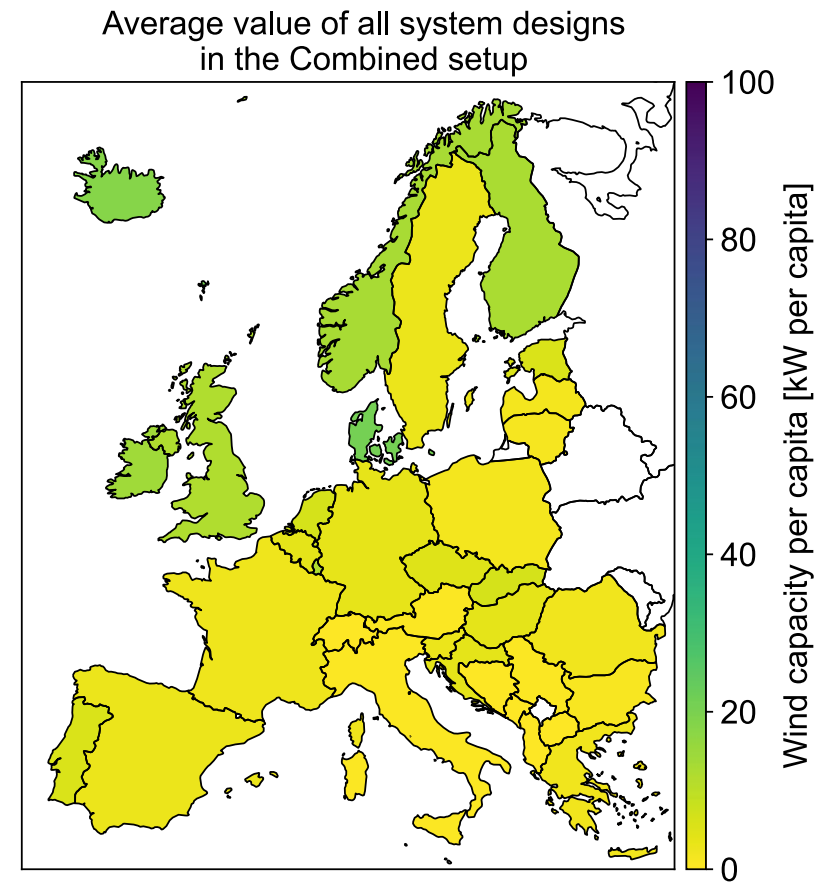 Average value of all system designs
in the Combined setup
100
80
60
40
20
0
Wind capacity per capita [kW per capita]